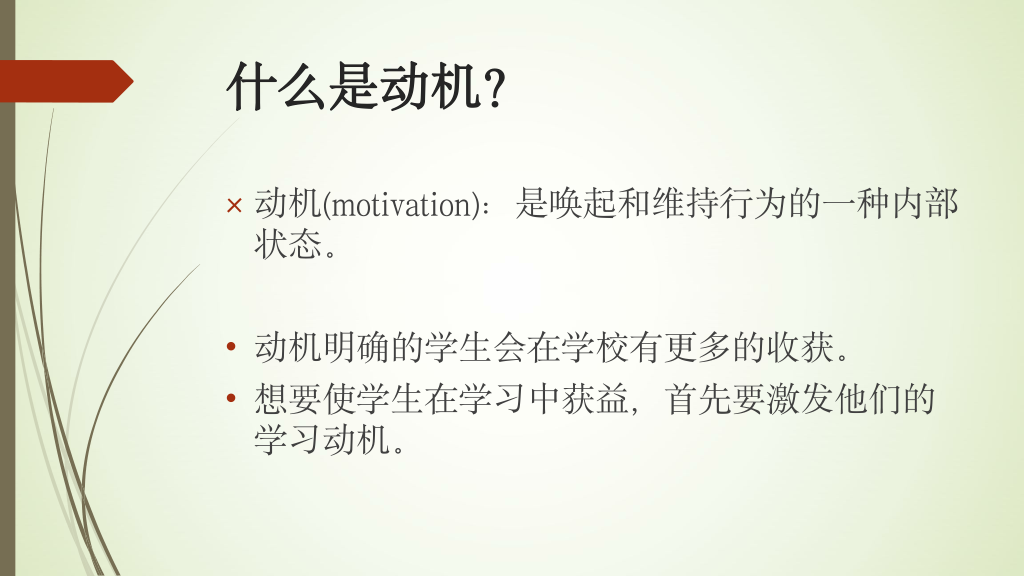 什么是动机?
× 动机(motivation)：是唤起和维持行为的一种内部
状态。
• 动机明确的学生会在学校有更多的收获。
• 想要使学生在学习中获益，首先要激发他们的
学习动机。